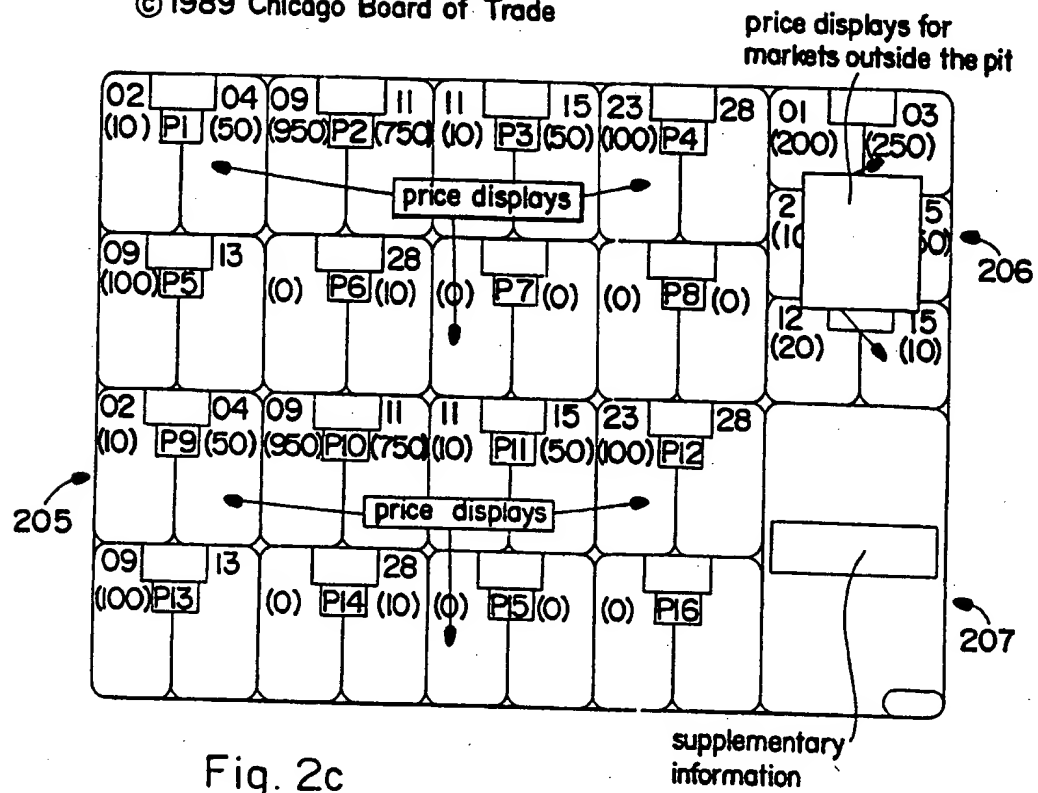 © 1989 Chicago Board of Trade
price displays for
markets outside the pit
02 04 09 11 11 15 23 28 01 03
(10) P1 (50) (950) P2 (750) (10) P3 (50) (100) P4 (200) (250)
price displays
2 5
(10 50)
206
09 13 28
(100) P5 (0) P6 (10) (0) P7 (0) (0) P8 (0)
12 15
(20) (10)
02 04 09 11 11 15 23 28
(10) P9 (50) (950) P10 (750) (10) P11 (50) (100) P12
205
price displays
09 13 28
(100) P13 (0) P14 (10) (0) P15 (0) (0) P16
207
supplementary
information
Fig. 2c